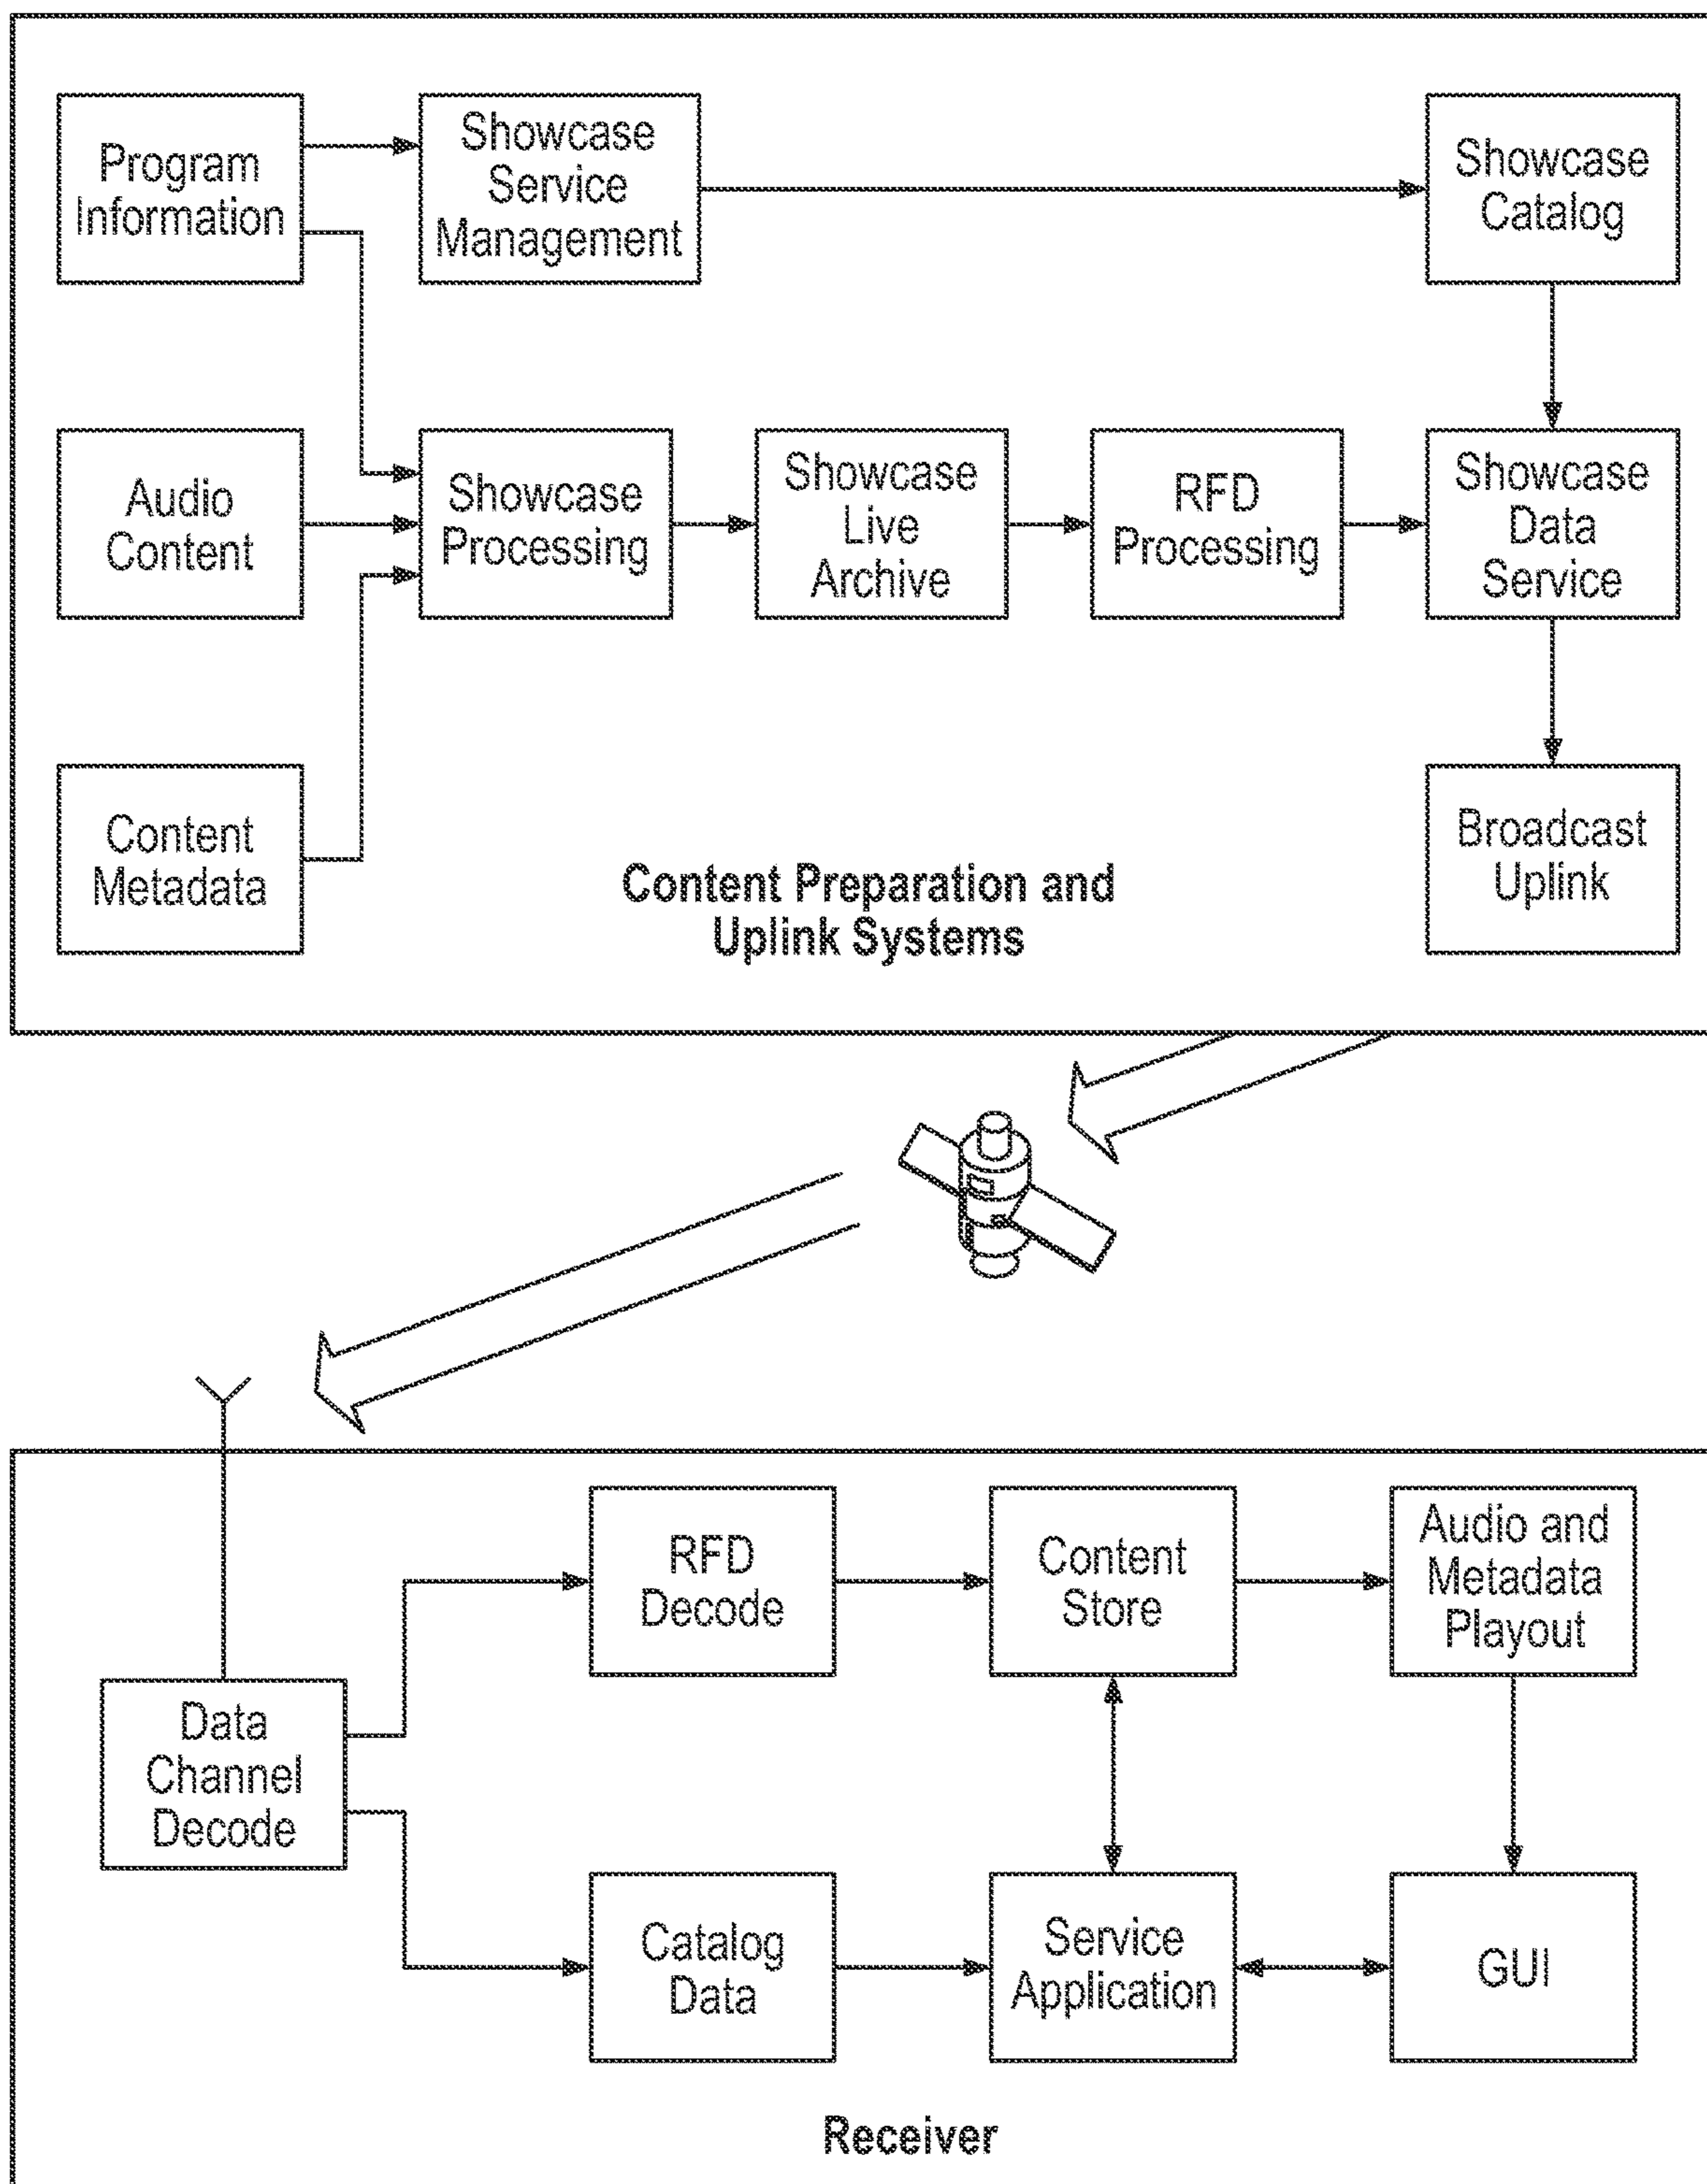 Program
Information
Showcase
Service
Management
Showcase
Catalog
Audio
Content
Showcase
Processing
Showcase
Live
Archive
RFD
Processing
Showcase
Data
Service
Content
Metadata
Broadcast
Uplink
Content Preparation and
Uplink Systems
RFD
Decode
Content
Store
Audio and
Metadata
Playout
Data
Channel
Decode
Catalog
Data
Service
Application
GUI
Receiver